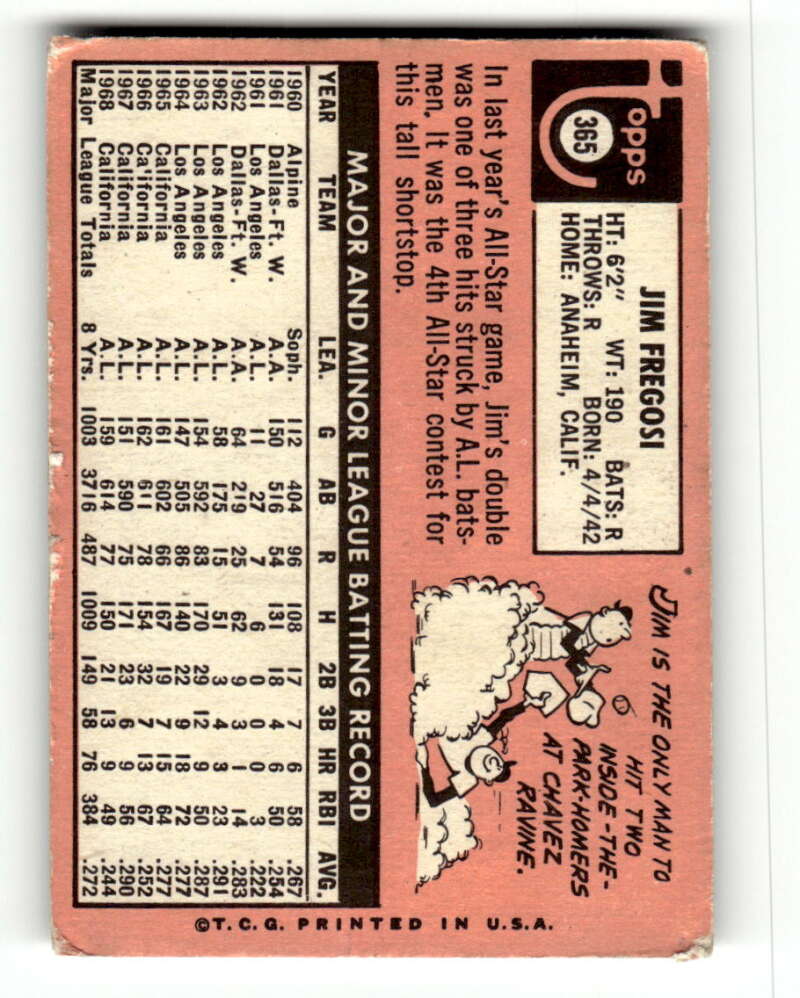 Topps
365
JIM FREGOSI
HT: 6'2" WT: 190 BATS: R
THROWS: R BORN: 4/4/42
HOME: ANAHEIM, CALIF.
JIM IS THE ONLY MAN TO
HIT TWO
INSIDE-THE-
PARK-HOMERS
AT CHAVEZ
RAVINE.
In last year's All-Star game, Jim's double
was one of three hits struck by A.L. bats-
men. It was the 4th All-Star contest for
this tall shortstop.
MAJOR AND MINOR LEAGUE BATTING RECORD
YEAR TEAM LEA. G AB R H 2B 3B HR RBI AVG.
1960 Alpine Soph. 112 404 96 108 17 7 6 58 .267
1961 Dallas-Ft. W. A.A. 150 516 54 131 18 4 6 50 .254
1961 Los Angeles A.L. 11 27 7 6 0 0 0 3 .222
1962 Dallas-Ft. W. A.A. 64 219 25 62 9 3 1 14 .283
1962 Los Angeles A.L. 58 175 15 51 3 4 3 23 .291
1963 Los Angeles A.L. 154 592 83 170 29 12 9 50 .287
1964 Los Angeles A.L. 147 505 86 140 22 9 18 72 .277
1965 California A.L. 161 602 66 167 19 7 15 64 .277
1966 Ca'ifornia A.L. 162 611 78 154 32 7 13 67 .252
1967 California A.L. 151 590 75 171 23 6 9 56 .290
1968 California A.L. 159 614 77 150 21 13 9 49 .244
Major League Totals 8 Yrs. 1003 3716 487 1009 149 58 76 384 .272
©T.C.G. PRINTED IN U.S.A.